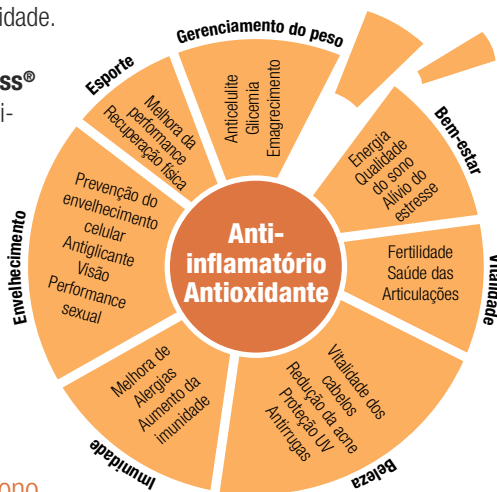 idade.
ss®
i-
ono
Gerenciamento do peso
Anticelulite
Glicemia
Emagrecimento
Bem-estar
Energia
Qualidade
do sono
Alívio do
estresse
Vitalidade
Fertilidade
Saúde das
Articulações
Beleza
Vitalidade dos
cabelos
Redução da acne
Proteção UV
Antirrugas
Imunidade
Melhora de
Alergias
Aumento da
imunidade
Envelhecimento
Prevenção do
envelhecimento
celular
Antiglicante
Visão
Performance
sexual
Esporte
Melhora da
performance
Recuperação física
Anti-
inflamatório
Antioxidante